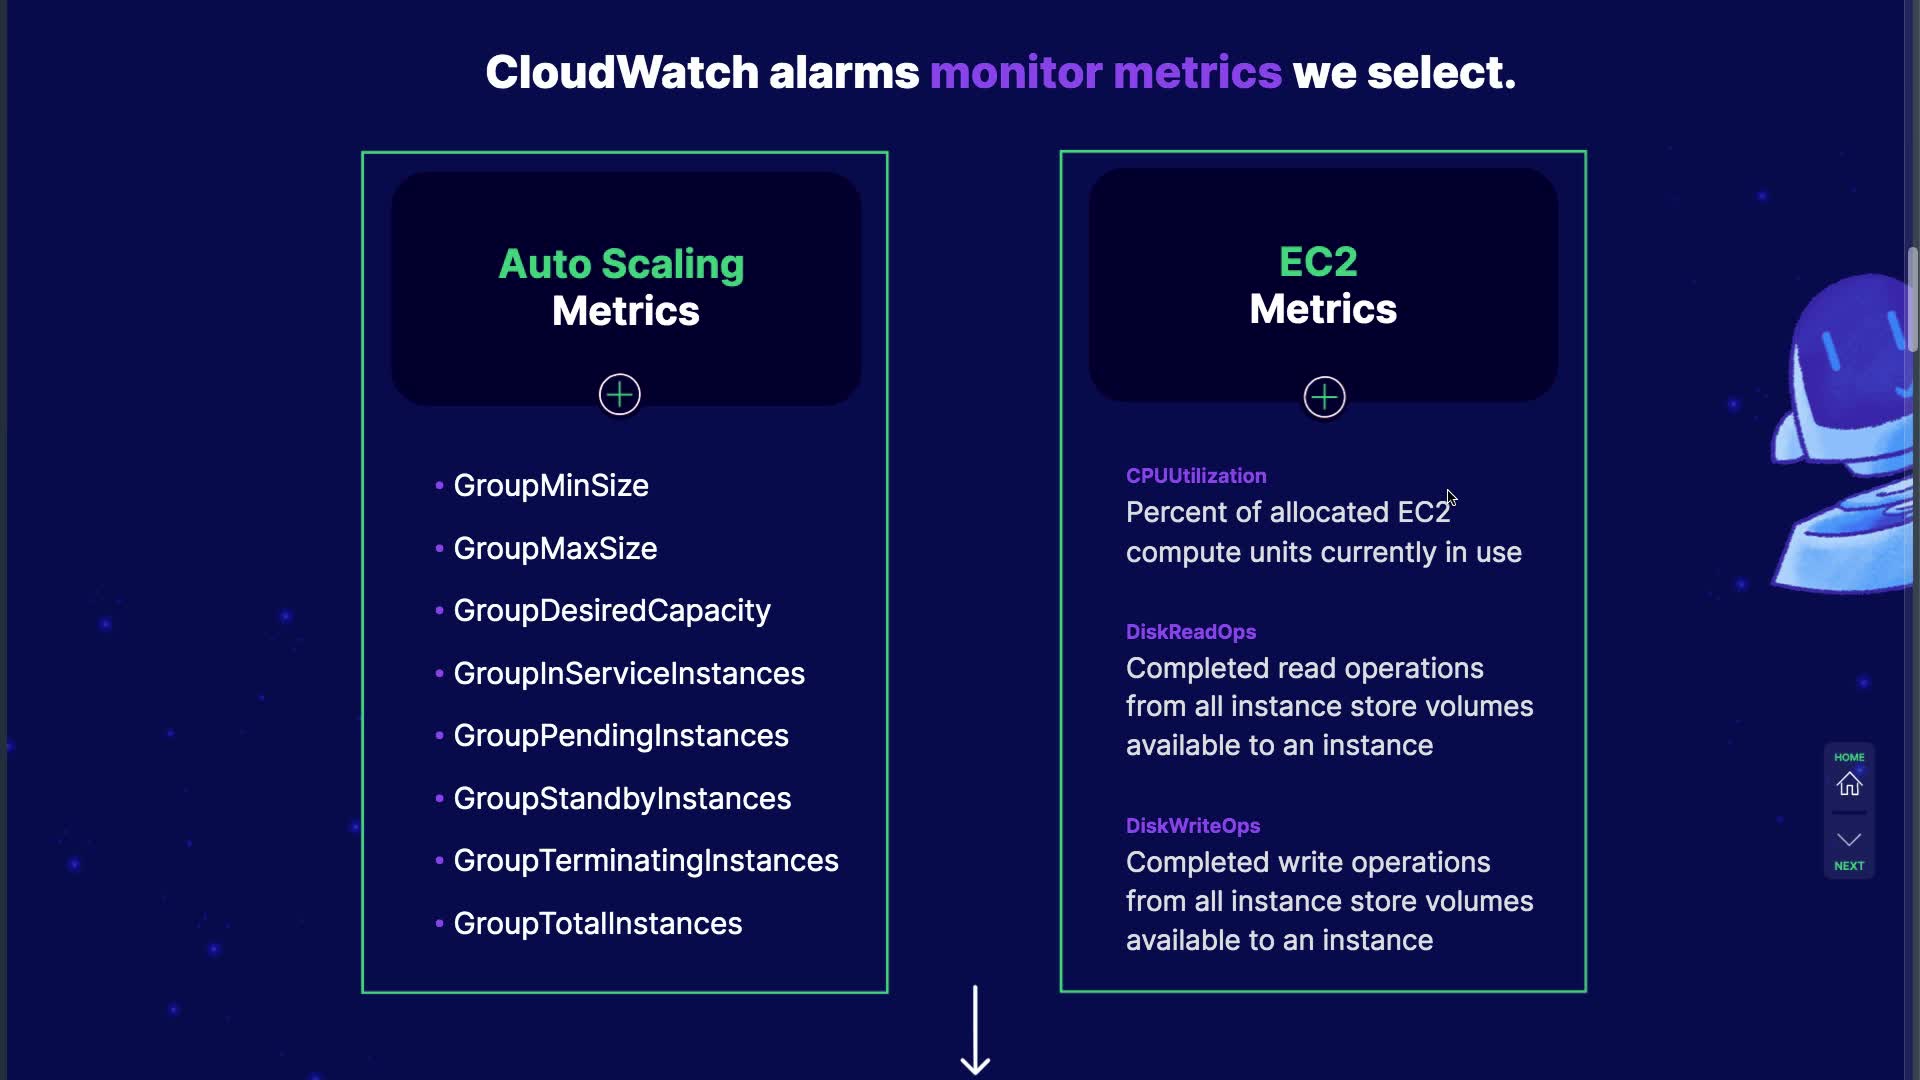 CloudWatch alarms monitor metrics we select.
Auto Scaling
Metrics
• GroupMinSize
• GroupMaxSize
• GroupDesiredCapacity
• GroupInServiceInstances
• GroupPendingInstances
• GroupStandbyInstances
• GroupTerminatingInstances
• GroupTotalInstances
EC2
Metrics
CPUUtilization
Percent of allocated EC2
compute units currently in use
DiskReadOps
Completed read operations
from all instance store volumes
available to an instance
DiskWriteOps
Completed write operations
from all instance store volumes
available to an instance
HOME
NEXT